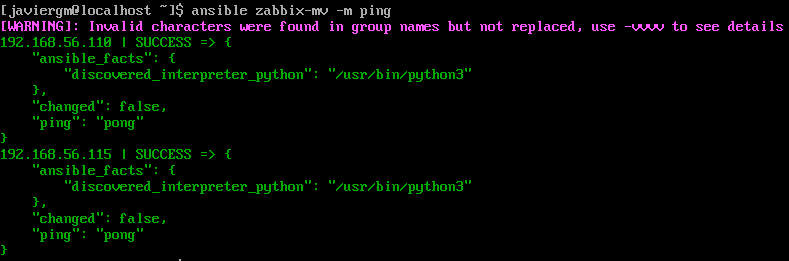 [javiergm@localhost ~]$ ansible zabbix-mv -m ping
[WARNING]: Invalid characters were found in group names but not replaced, use -vvvv to see details
192.168.56.110 | SUCCESS => {
    "ansible_facts": {
        "discovered_interpreter_python": "/usr/bin/python3"
    },
    "changed": false,
    "ping": "pong"
}
192.168.56.115 | SUCCESS => {
    "ansible_facts": {
        "discovered_interpreter_python": "/usr/bin/python3"
    },
    "changed": false,
    "ping": "pong"
}